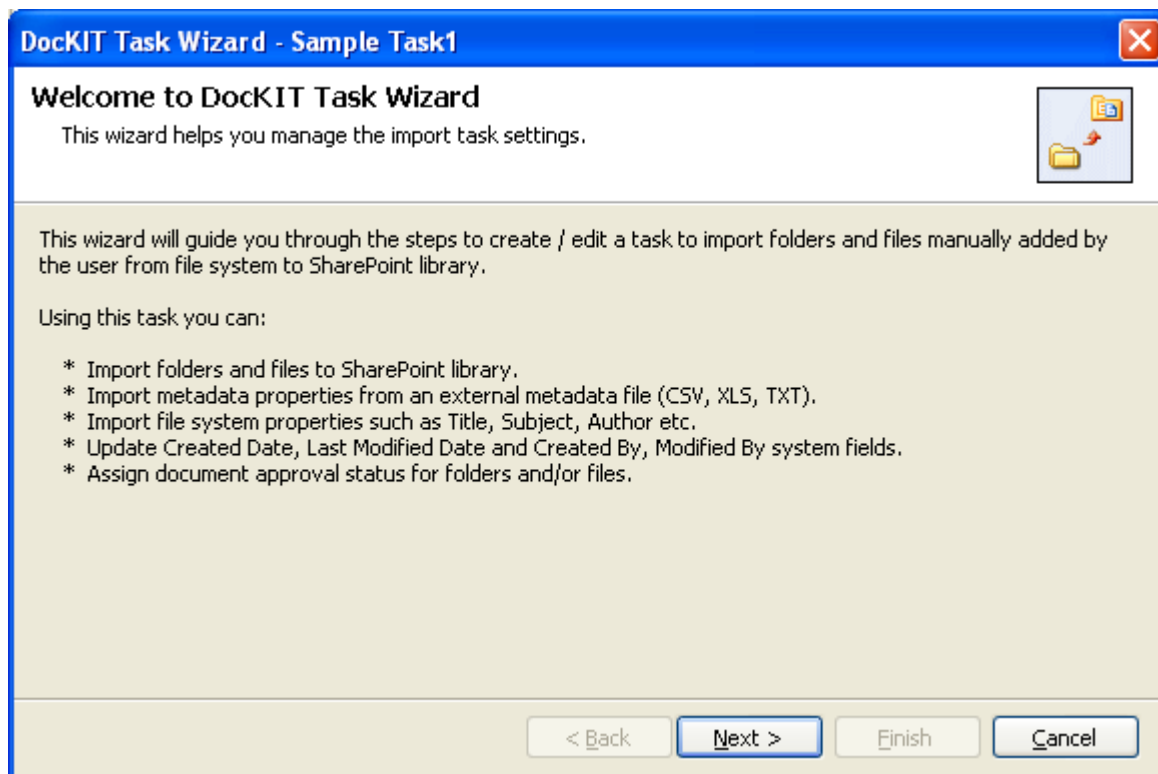 DocKIT Task Wizard - Sample Task1
Welcome to DocKIT Task Wizard
This wizard helps you manage the import task settings.
This wizard will guide you through the steps to create / edit a task to import folders and files manually added by
the user from file system to SharePoint library.
Using this task you can:
* Import folders and files to SharePoint library.
* Import metadata properties from an external metadata file (CSV, XLS, TXT).
* Import file system properties such as Title, Subject, Author etc.
* Update Created Date, Last Modified Date and Created By, Modified By system fields.
* Assign document approval status for folders and/or files.
< Back Next > Finish Cancel